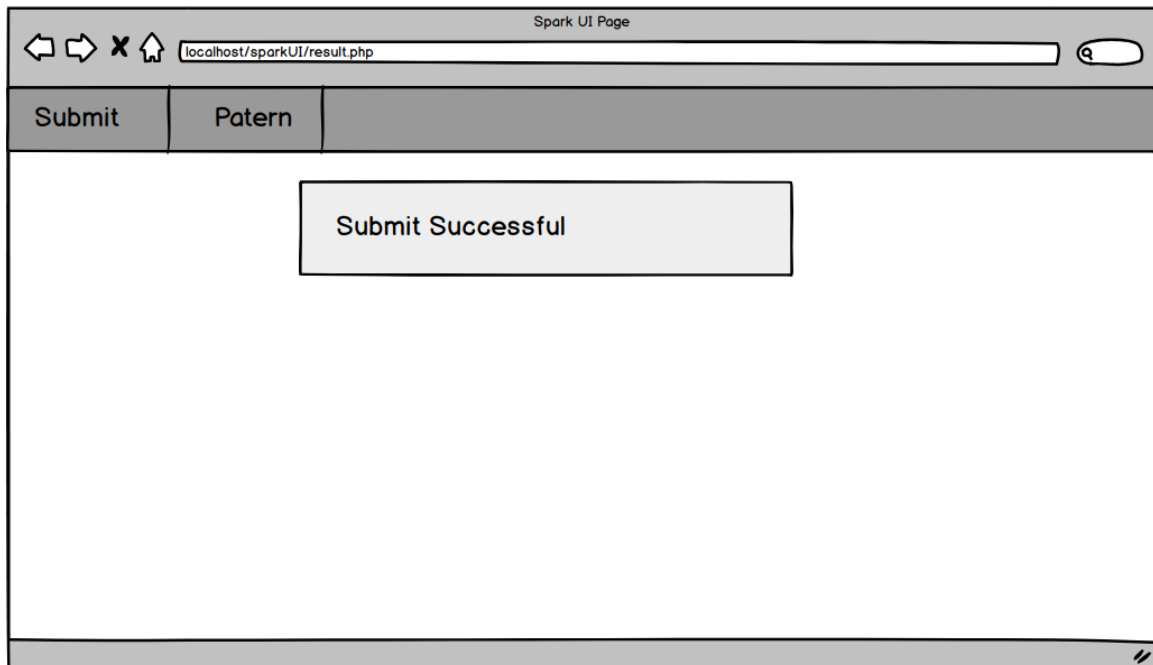 Spark UI Page
localhost/sparkUI/result.php
Submit Patern
Submit Successful